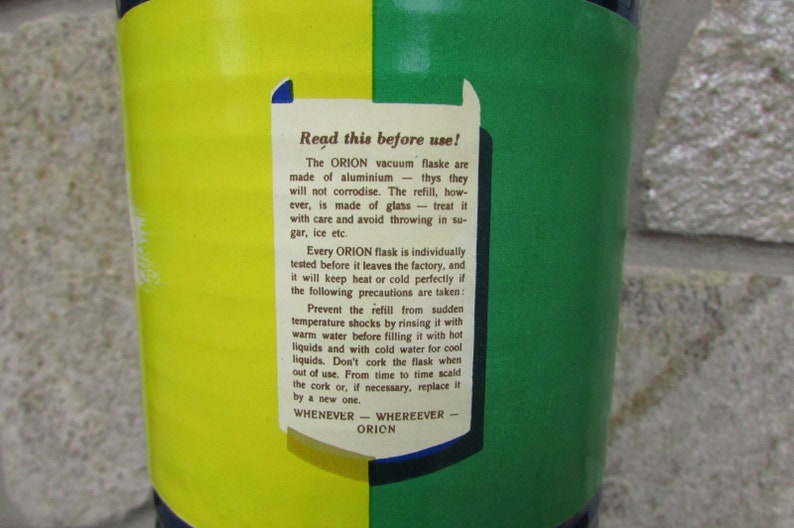 Read this before use!
The ORION vacuum flaske are
made of aluminium — thys they
will not corrodise. The refill, how-
ever, is made of glass — treat it
with care and avoid throwing in su-
gar, ice etc.
Every ORION flask is individually
tested before it leaves the factory, and
it will keep heat or cold perfectly if
the following precautions are taken:
Prevent the refill from sudden
temperature shocks by rinsing it with
warm water before filling it with hot
liquids and with cold water for cool
liquids. Don't cork the flask when
out of use. From time to time scald
the cork or, if necessary, replace it
by a new one.
WHENEVER — WHEREEVER —
ORION